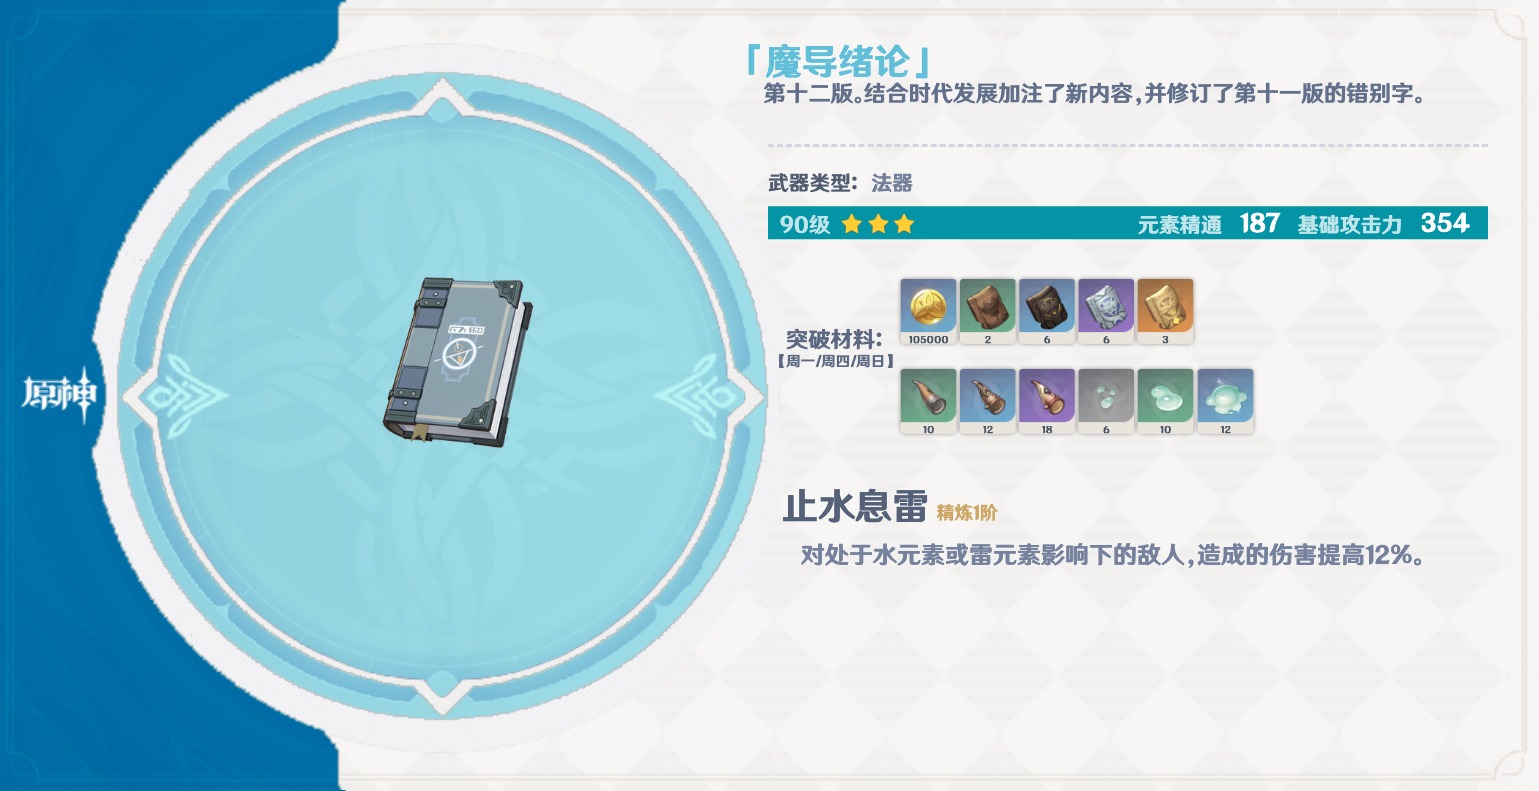 「魔导绪论」
第十二版。结合时代发展加注了新内容,并修订了第十一版的错别字。
武器类型: 法器
90级 元素精通 187 基础攻击力 354
突破材料:
【周一/周四/周日】
105000 2 6 6 3
10 12 18 6 10 12
原神
止水息雷 精炼1阶
对处于水元素或雷元素影响下的敌人,造成的伤害提高12%。